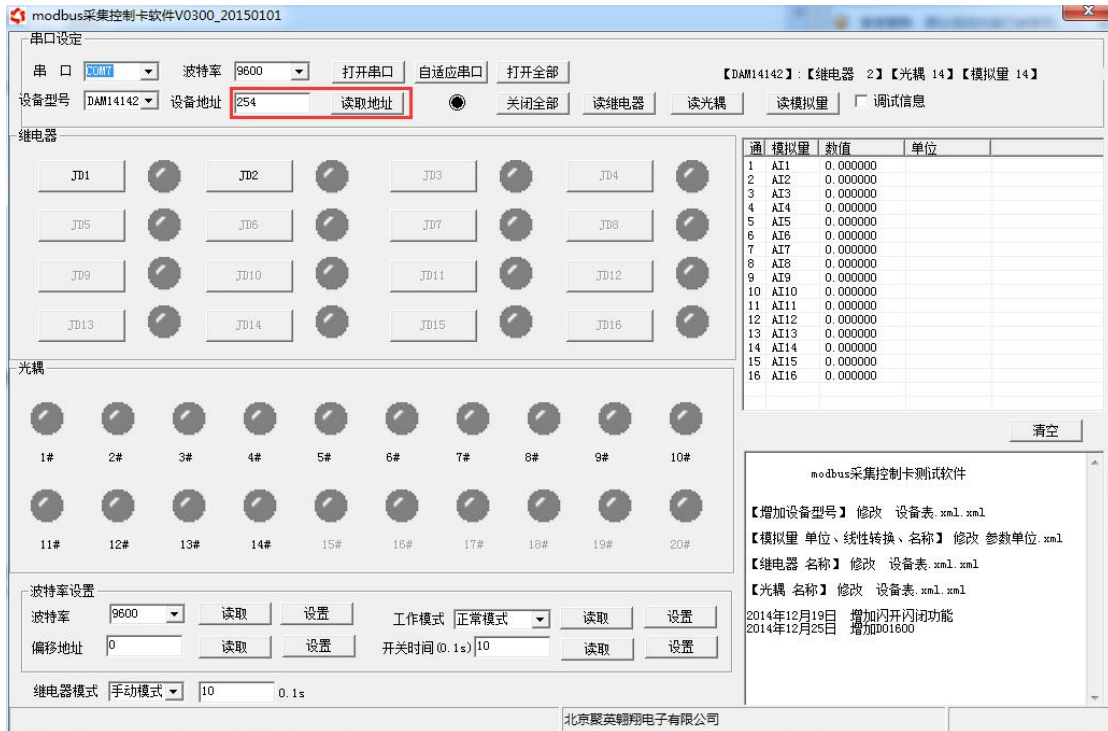 modbus采集控制卡软件V0300_20150101
串口设定
串 口 COM7 波特率 9600 打开串口 自适应串口 打开全部
【DAM14142】:【继电器 2】【光耦 14】【模拟量 14】
设备型号 DAM14142 设备地址 254 读取地址 关闭全部 读继电器 读光耦 读模拟量 调试信息
继电器
JD1 JD2 JD3 JD4
JD5 JD6 JD7 JD8
JD9 JD10 JD11 JD12
JD13 JD14 JD15 JD16
通 模拟量 数值 单位
1 AI1 0.000000
2 AI2 0.000000
3 AI3 0.000000
4 AI4 0.000000
5 AI5 0.000000
6 AI6 0.000000
7 AI7 0.000000
8 AI8 0.000000
9 AI9 0.000000
10 AI10 0.000000
11 AI11 0.000000
12 AI12 0.000000
13 AI13 0.000000
14 AI14 0.000000
15 AI15 0.000000
16 AI16 0.000000
清空
光耦
1# 2# 3# 4# 5# 6# 7# 8# 9# 10#
11# 12# 13# 14# 15# 16# 17# 18# 19# 20#
modbus采集控制卡测试软件
【增加设备型号】 修改 设备表.xml.xml
【模拟量 单位、线性转换、名称】 修改 参数单位.xml
【继电器 名称】 修改 设备表.xml.xml
【光耦 名称】 修改 设备表.xml.xml
2014年12月19日 增加闪开闪闭功能
2014年12月25日 增加DO1600
波特率设置
波特率 9600 读取 设置 工作模式 正常模式 读取 设置
偏移地址 0 读取 设置 开关时间(0.1s) 10 读取 设置
继电器模式 手动模式 10 0.1s
北京聚英翱翔电子有限公司